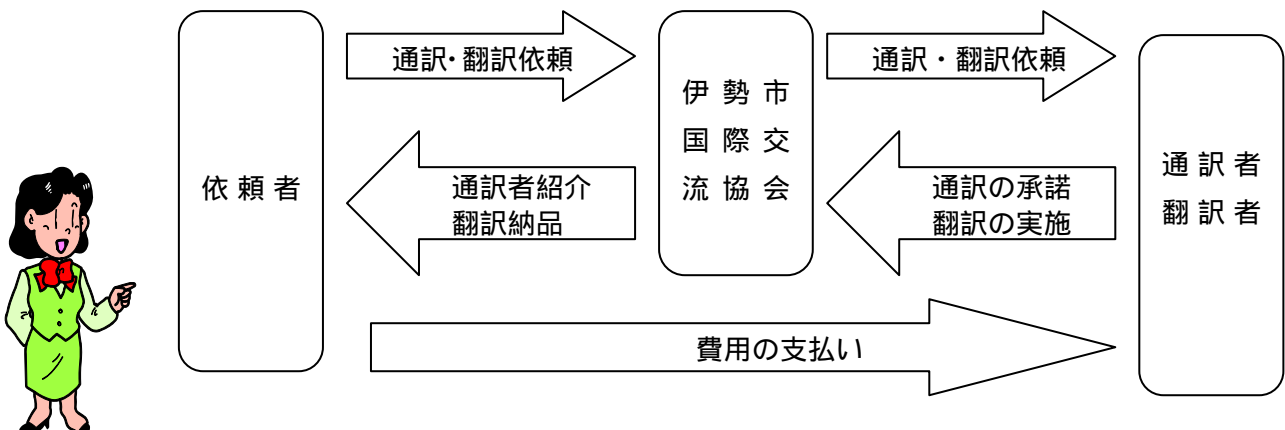 依頼者
通訳・翻訳依頼
通訳者紹介
翻訳納品
伊勢市
国際交
流協会
通訳・翻訳依頼
通訳の承諾
翻訳の実施
通訳者
翻訳者
費用の支払い